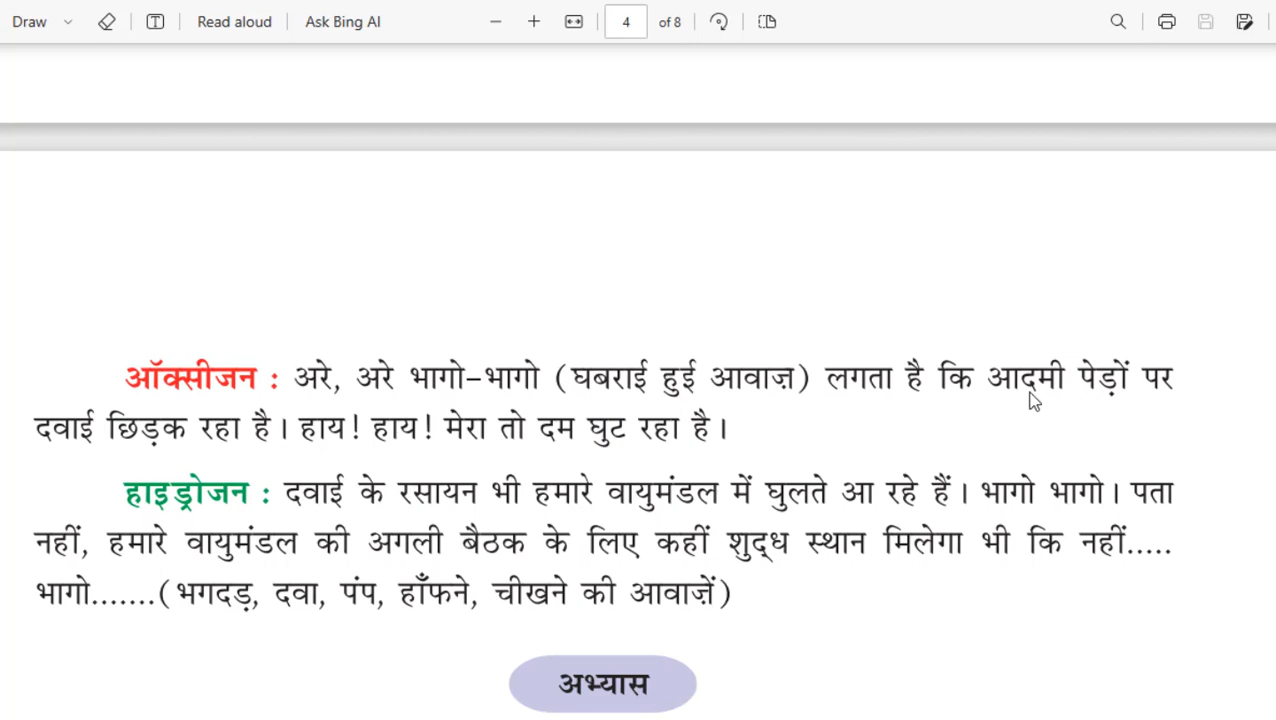 Draw Read aloud Ask Bing AI 4 of 8
ऑक्सीजन : अरे, अरे भागो-भागो (घबराई हुई आवाज़) लगता है कि आदमी पेड़ों पर
दवाई छिड़क रहा है। हाय! हाय! मेरा तो दम घुट रहा है।
हाइड्रोजन : दवाई के रसायन भी हमारे वायुमंडल में घुलते आ रहे हैं। भागो भागो। पता
नहीं, हमारे वायुमंडल की अगली बैठक के लिए कहीं शुद्ध स्थान मिलेगा भी कि नहीं.....
भागो.......(भगदड़, दवा, पंप, हाँफने, चीखने की आवाज़ें)
अभ्यास